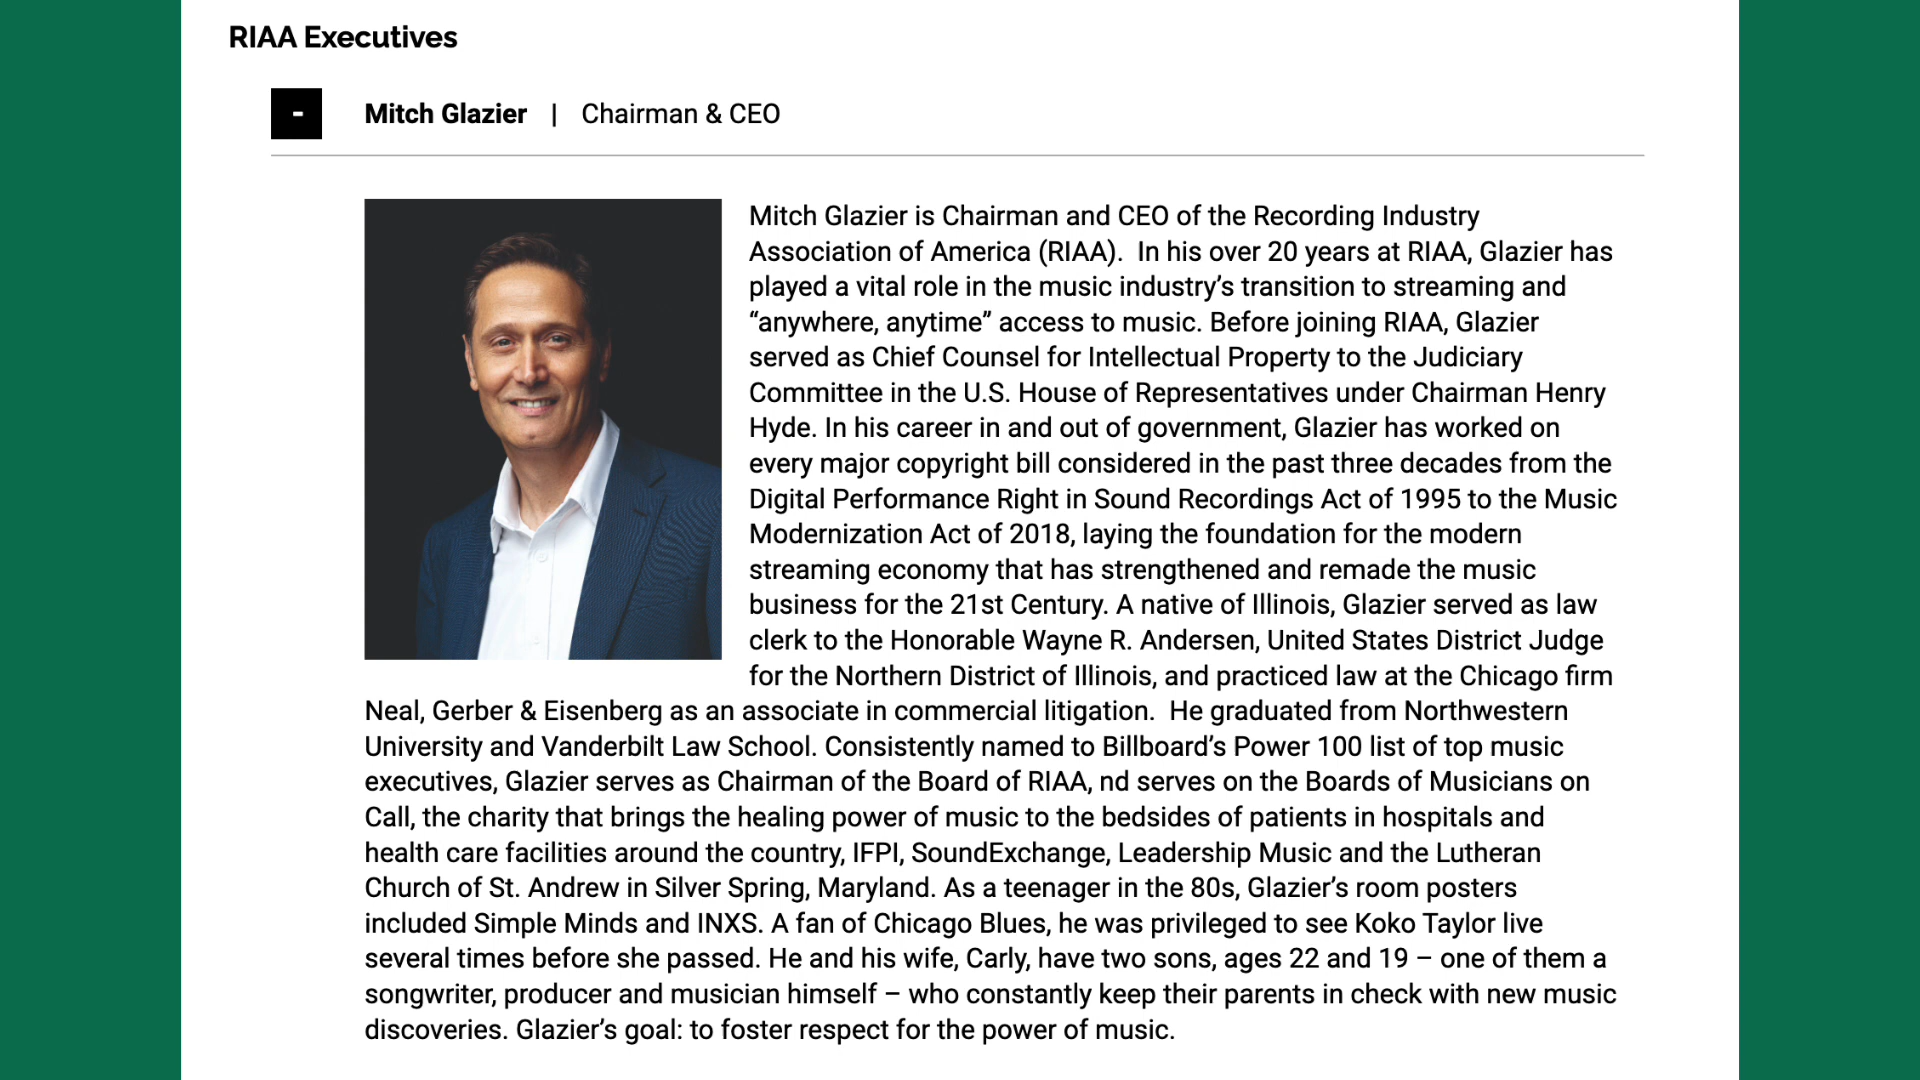 RIAA Executives
-
Mitch Glazier | Chairman & CEO
Mitch Glazier is Chairman and CEO of the Recording Industry
Association of America (RIAA).  In his over 20 years at RIAA, Glazier has
played a vital role in the music industry’s transition to streaming and
“anywhere, anytime” access to music. Before joining RIAA, Glazier
served as Chief Counsel for Intellectual Property to the Judiciary
Committee in the U.S. House of Representatives under Chairman Henry
Hyde. In his career in and out of government, Glazier has worked on
every major copyright bill considered in the past three decades from the
Digital Performance Right in Sound Recordings Act of 1995 to the Music
Modernization Act of 2018, laying the foundation for the modern
streaming economy that has strengthened and remade the music
business for the 21st Century. A native of Illinois, Glazier served as law
clerk to the Honorable Wayne R. Andersen, United States District Judge
for the Northern District of Illinois, and practiced law at the Chicago firm
Neal, Gerber & Eisenberg as an associate in commercial litigation.  He graduated from Northwestern
University and Vanderbilt Law School. Consistently named to Billboard’s Power 100 list of top music
executives, Glazier serves as Chairman of the Board of RIAA, nd serves on the Boards of Musicians on
Call, the charity that brings the healing power of music to the bedsides of patients in hospitals and
health care facilities around the country, IFPI, SoundExchange, Leadership Music and the Lutheran
Church of St. Andrew in Silver Spring, Maryland. As a teenager in the 80s, Glazier’s room posters
included Simple Minds and INXS. A fan of Chicago Blues, he was privileged to see Koko Taylor live
several times before she passed. He and his wife, Carly, have two sons, ages 22 and 19 – one of them a
songwriter, producer and musician himself – who constantly keep their parents in check with new music
discoveries. Glazier’s goal: to foster respect for the power of music.